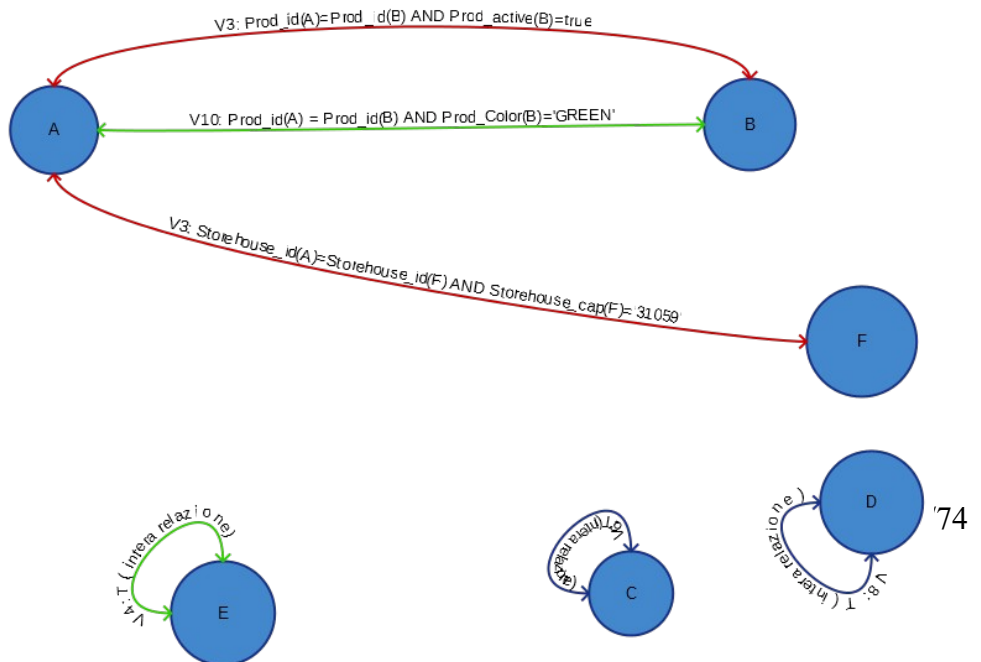 V3: Prod_id(A)=Prod_id(B) AND Prod_active(B)=true
A
V10: Prod_id(A) = Prod_id(B) AND Prod_Color(B)='GREEN'
B
V3: Storehouse_id(A)=Storehouse_id(F) AND Storehouse_cap(F)='31059'
F
V4: T ( intera relazione)
E
(intera
C
V8: T ( intera relazione )
D
74